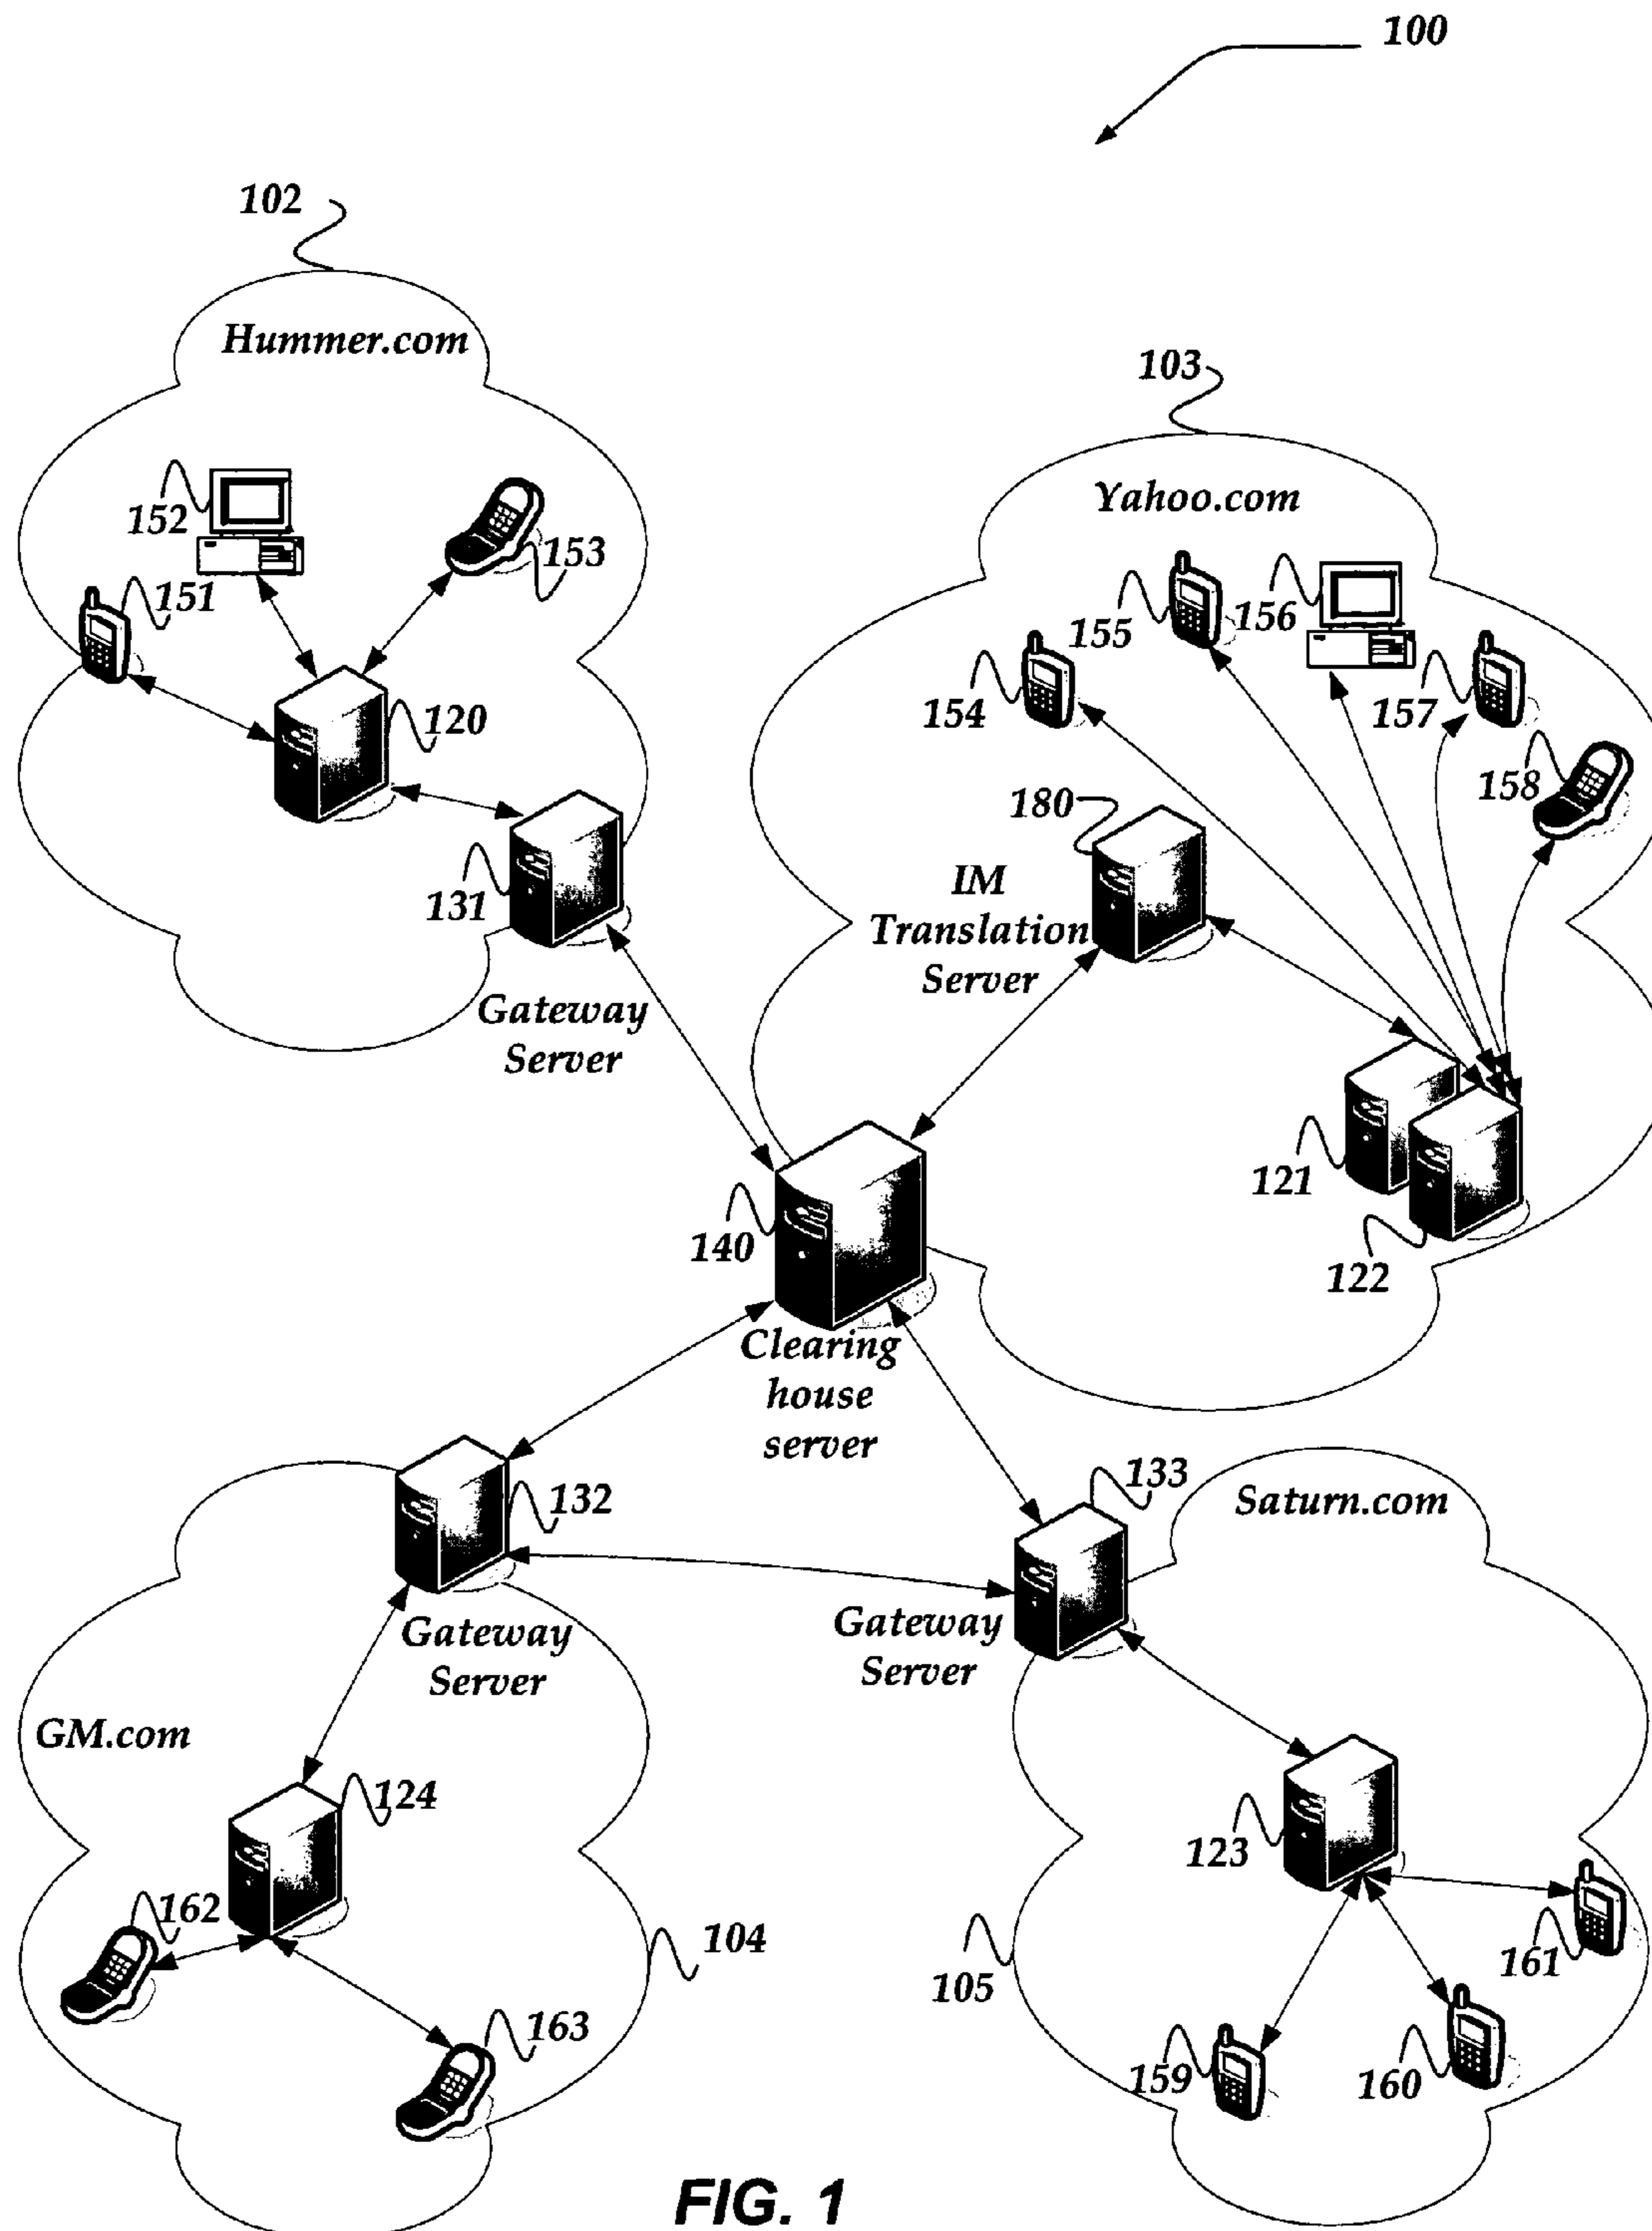 100
102
Hummer.com
103
Yahoo.com
152
153
151
155
156
154
157
120
158
180
131
IM
Translation
Server
Gateway
Server
121
140
122
Clearing
house
server
132
133
Saturn.com
Gateway
Server
Gateway
Server
GM.com
124
123
162
104
105
161
163
159
160
FIG. 1